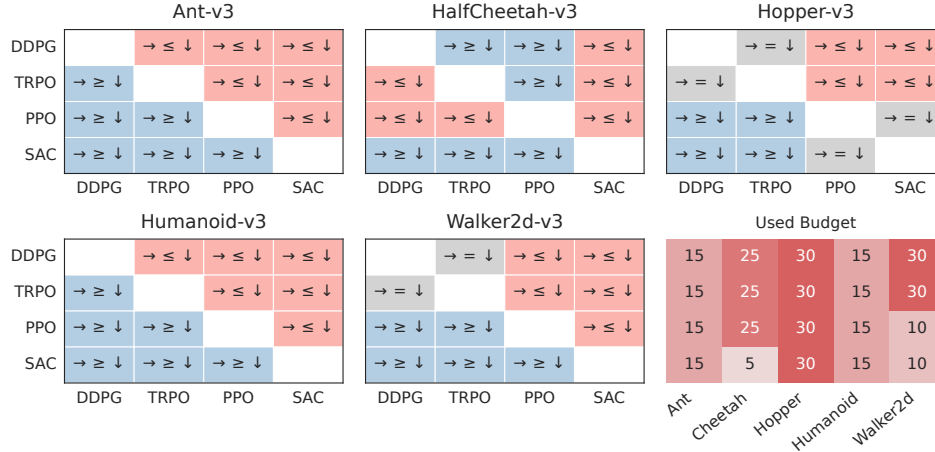 Ant-v3 HalfCheetah-v3 Hopper-v3
DDPG → ≤ ↓ → ≤ ↓ → ≤ ↓ → ≥ ↓ → ≥ ↓ → ≤ ↓ → = ↓ → ≤ ↓ → ≤ ↓
TRPO → ≥ ↓ → ≤ ↓ → ≤ ↓ → ≤ ↓ → ≥ ↓ → ≤ ↓ → = ↓ → ≤ ↓ → ≤ ↓
PPO → ≥ ↓ → ≥ ↓ → ≤ ↓ → ≤ ↓ → ≤ ↓ → ≤ ↓ → ≥ ↓ → ≥ ↓ → = ↓
SAC → ≥ ↓ → ≥ ↓ → ≥ ↓ → ≥ ↓ → ≥ ↓ → ≥ ↓ → ≥ ↓ → ≥ ↓ → = ↓
DDPG TRPO PPO SAC DDPG TRPO PPO SAC DDPG TRPO PPO SAC
Humanoid-v3 Walker2d-v3 Used Budget
DDPG → ≤ ↓ → ≤ ↓ → ≤ ↓ → = ↓ → ≤ ↓ → ≤ ↓ 15 25 30 15 30
TRPO → ≥ ↓ → ≤ ↓ → ≤ ↓ → = ↓ → ≤ ↓ → ≤ ↓ 15 25 30 15 30
PPO → ≥ ↓ → ≥ ↓ → ≤ ↓ → ≥ ↓ → ≥ ↓ → ≤ ↓ 15 25 30 15 10
SAC → ≥ ↓ → ≥ ↓ → ≥ ↓ → ≥ ↓ → ≥ ↓ → ≥ ↓ 15 5 30 15 10
DDPG TRPO PPO SAC DDPG TRPO PPO SAC Ant Cheetah Hopper Humanoid Walker2d